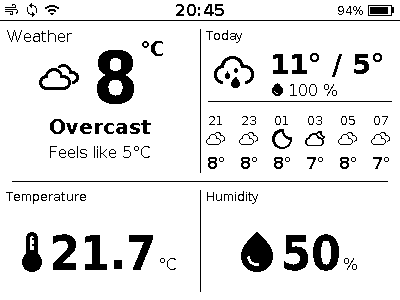 20:45
94%
Weather
8 °C
Overcast
Feels like 5°C
Today
11° / 5°
100 %
21 23 01 03 05 07
8° 8° 8° 7° 8° 7°
Temperature
21.7 °C
Humidity
50 %